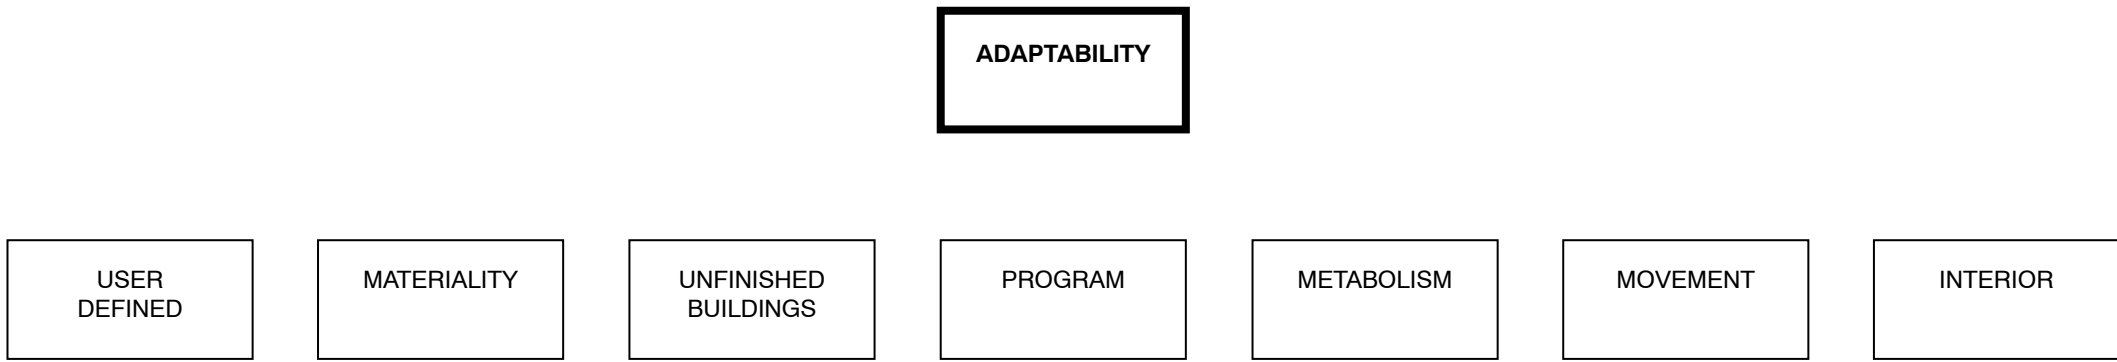 ADAPTABILITY
USER
DEFINED
MATERIALITY
UNFINISHED
BUILDINGS
PROGRAM
METABOLISM
MOVEMENT
INTERIOR